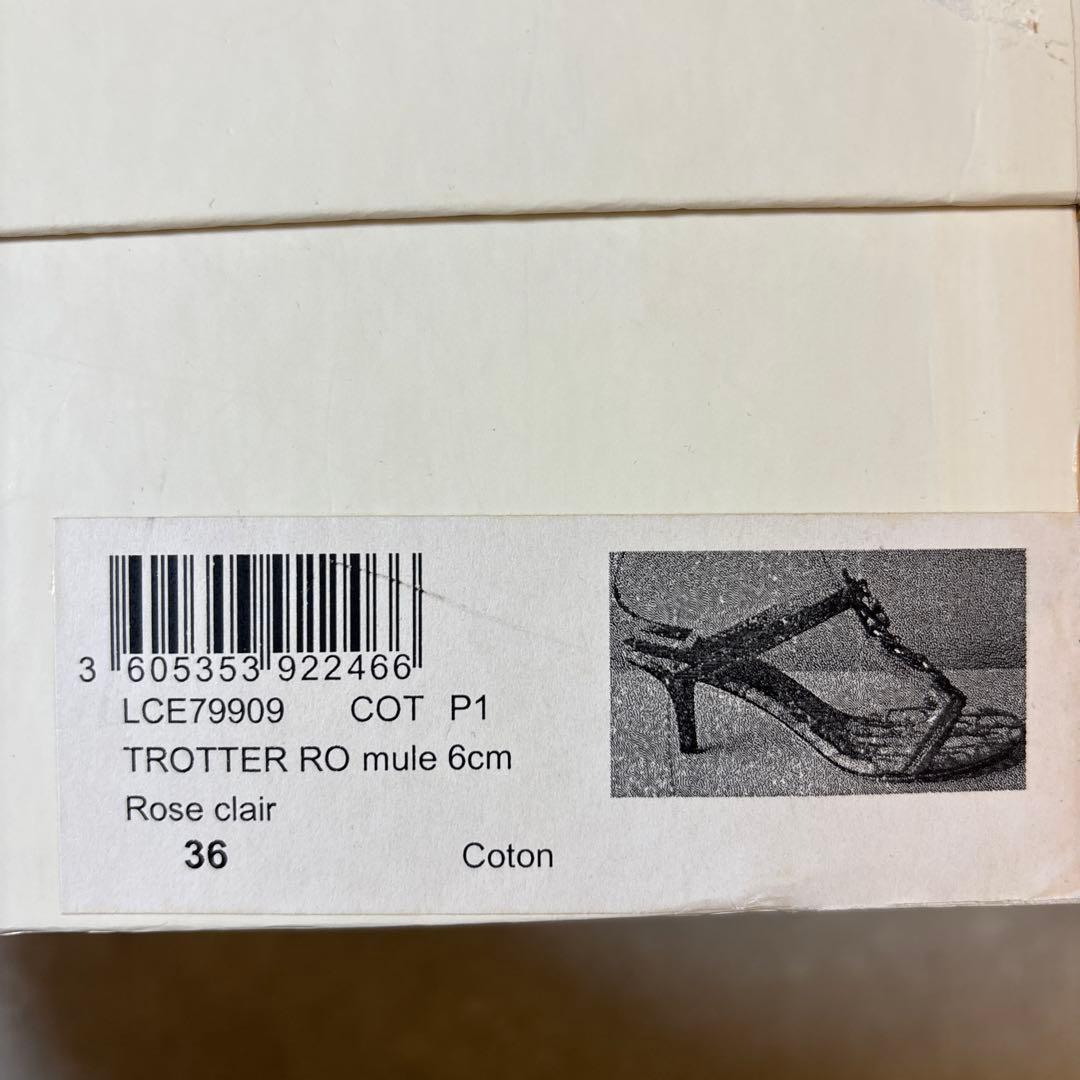 3 605353 922466
LCE79909 COT P1
TROTTER RO mule 6cm
Rose clair
36 Coton